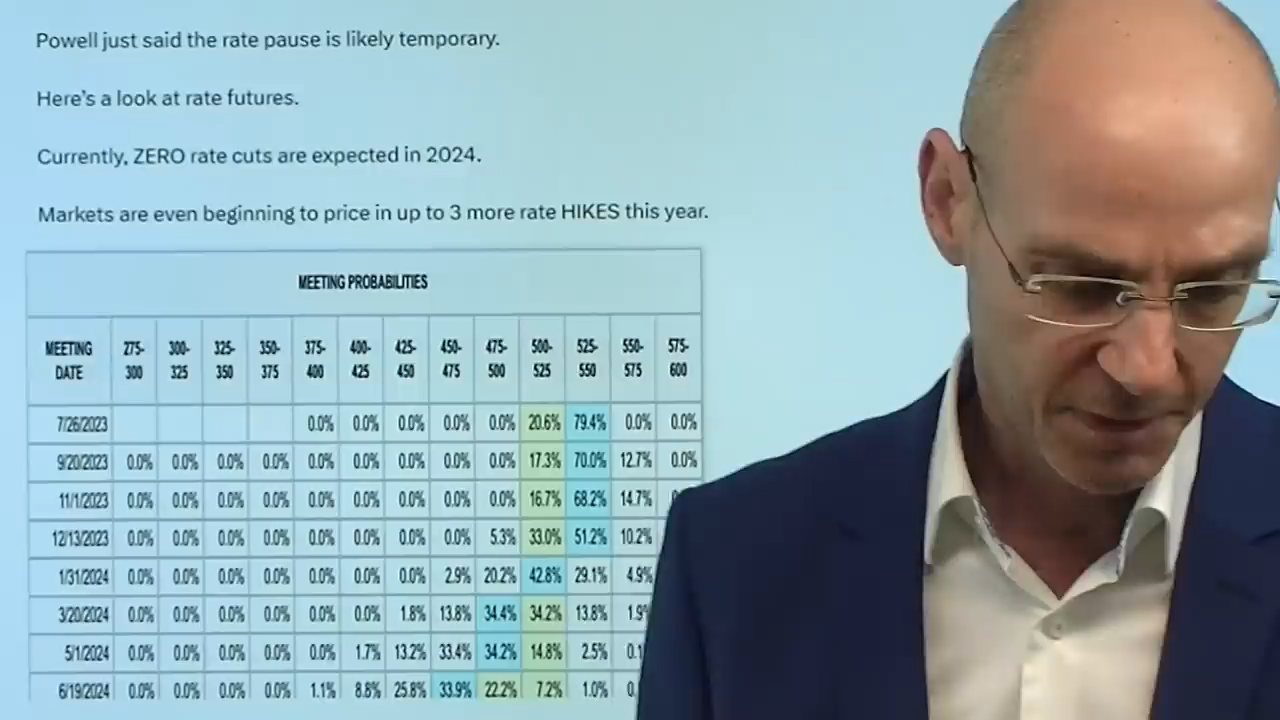 Powell just said the rate pause is likely temporary.
Here's a look at rate futures.
Currently, ZERO rate cuts are expected in 2024.
Markets are even beginning to price in up to 3 more rate HIKES this year.
MEETING PROBABILITIES
MEETING DATE 275-300 300-325 325-350 350-375 375-400 400-425 425-450 450-475 475-500 500-525 525-550 550-575 575-600
7/26/2023 0.0% 0.0% 0.0% 0.0% 0.0% 20.6% 79.4% 0.0% 0.0%
9/20/2023 0.0% 0.0% 0.0% 0.0% 0.0% 0.0% 0.0% 0.0% 0.0% 17.3% 70.0% 12.7% 0.0%
11/1/2023 0.0% 0.0% 0.0% 0.0% 0.0% 0.0% 0.0% 0.0% 0.0% 16.7% 68.2% 14.7%
12/13/2023 0.0% 0.0% 0.0% 0.0% 0.0% 0.0% 0.0% 0.0% 5.3% 33.0% 51.2% 10.2%
1/31/2024 0.0% 0.0% 0.0% 0.0% 0.0% 0.0% 0.0% 2.9% 20.2% 42.8% 29.1% 4.9%
3/20/2024 0.0% 0.0% 0.0% 0.0% 0.0% 0.0% 1.8% 13.8% 34.4% 34.2% 13.8% 1.9%
5/1/2024 0.0% 0.0% 0.0% 0.0% 0.0% 1.7% 13.2% 33.4% 34.2% 14.8% 2.5%
6/19/2024 0.0% 0.0% 0.0% 0.0% 1.1% 8.8% 25.8% 33.9% 22.2% 7.2% 1.0%